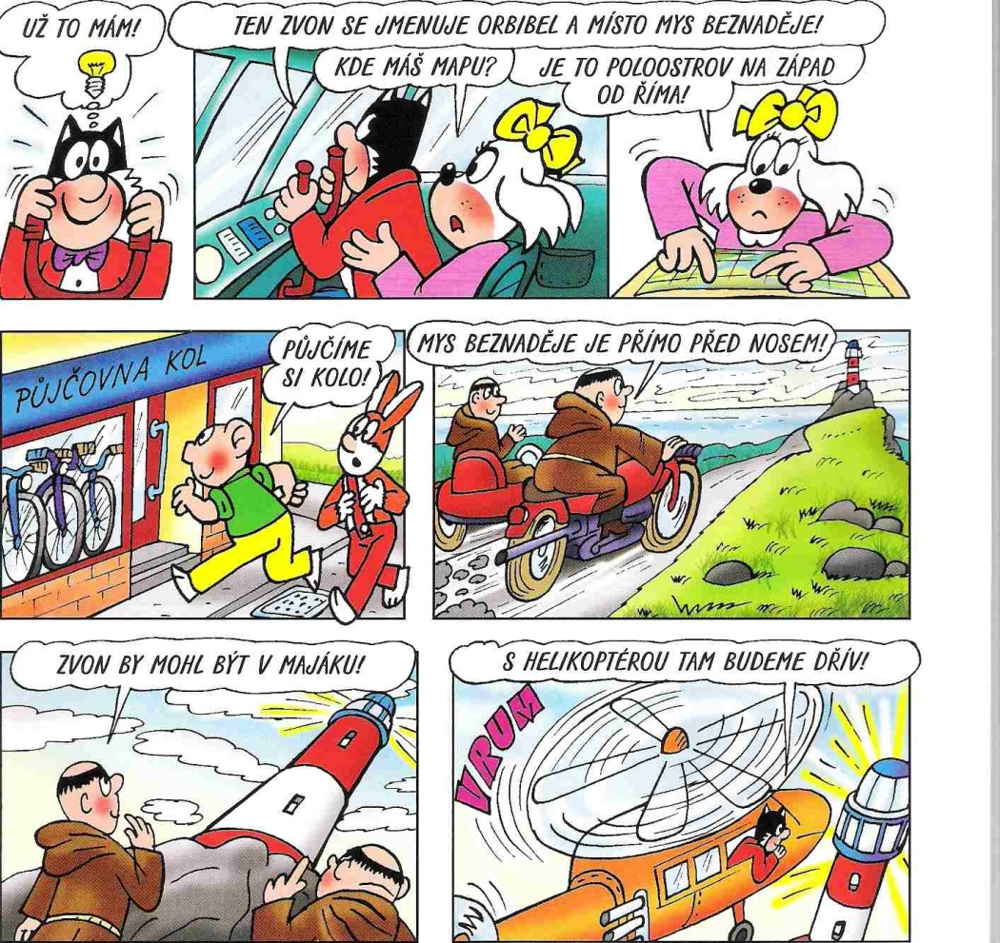 UŽ TO MÁM!
TEN ZVON SE JMENUJE ORBIBEL A MÍSTO MYS BEZNADĚJE!
KDE MÁŠ MAPU?
JE TO POLOOSTROV NA ZÁPAD
OD ŘÍMA!
PŮJČOVNA KOL
PŮJČÍME
SI KOLO!
MYS BEZNADĚJE JE PŘÍMO PŘED NOSEM!
ZVON BY MOHL BÝT V MAJÁKU!
S HELIKOPTÉROU TAM BUDEME DŘÍV!
VRUM